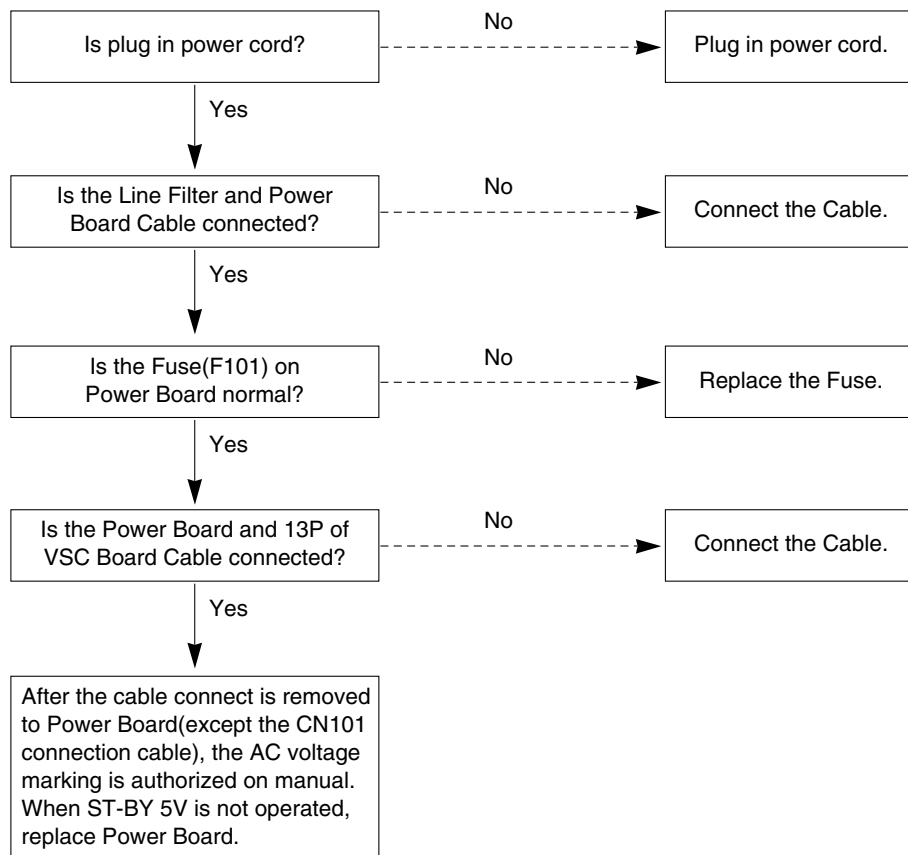 Is plug in power cord?
No
Plug in power cord.
Yes
Is the Line Filter and Power
Board Cable connected?
No
Connect the Cable.
Yes
Is the Fuse(F101) on
Power Board normal?
No
Replace the Fuse.
Yes
Is the Power Board and 13P of
VSC Board Cable connected?
No
Connect the Cable.
Yes
After the cable connect is removed
to Power Board(except the CN101
connection cable), the AC voltage
marking is authorized on manual.
When ST-BY 5V is not operated,
replace Power Board.